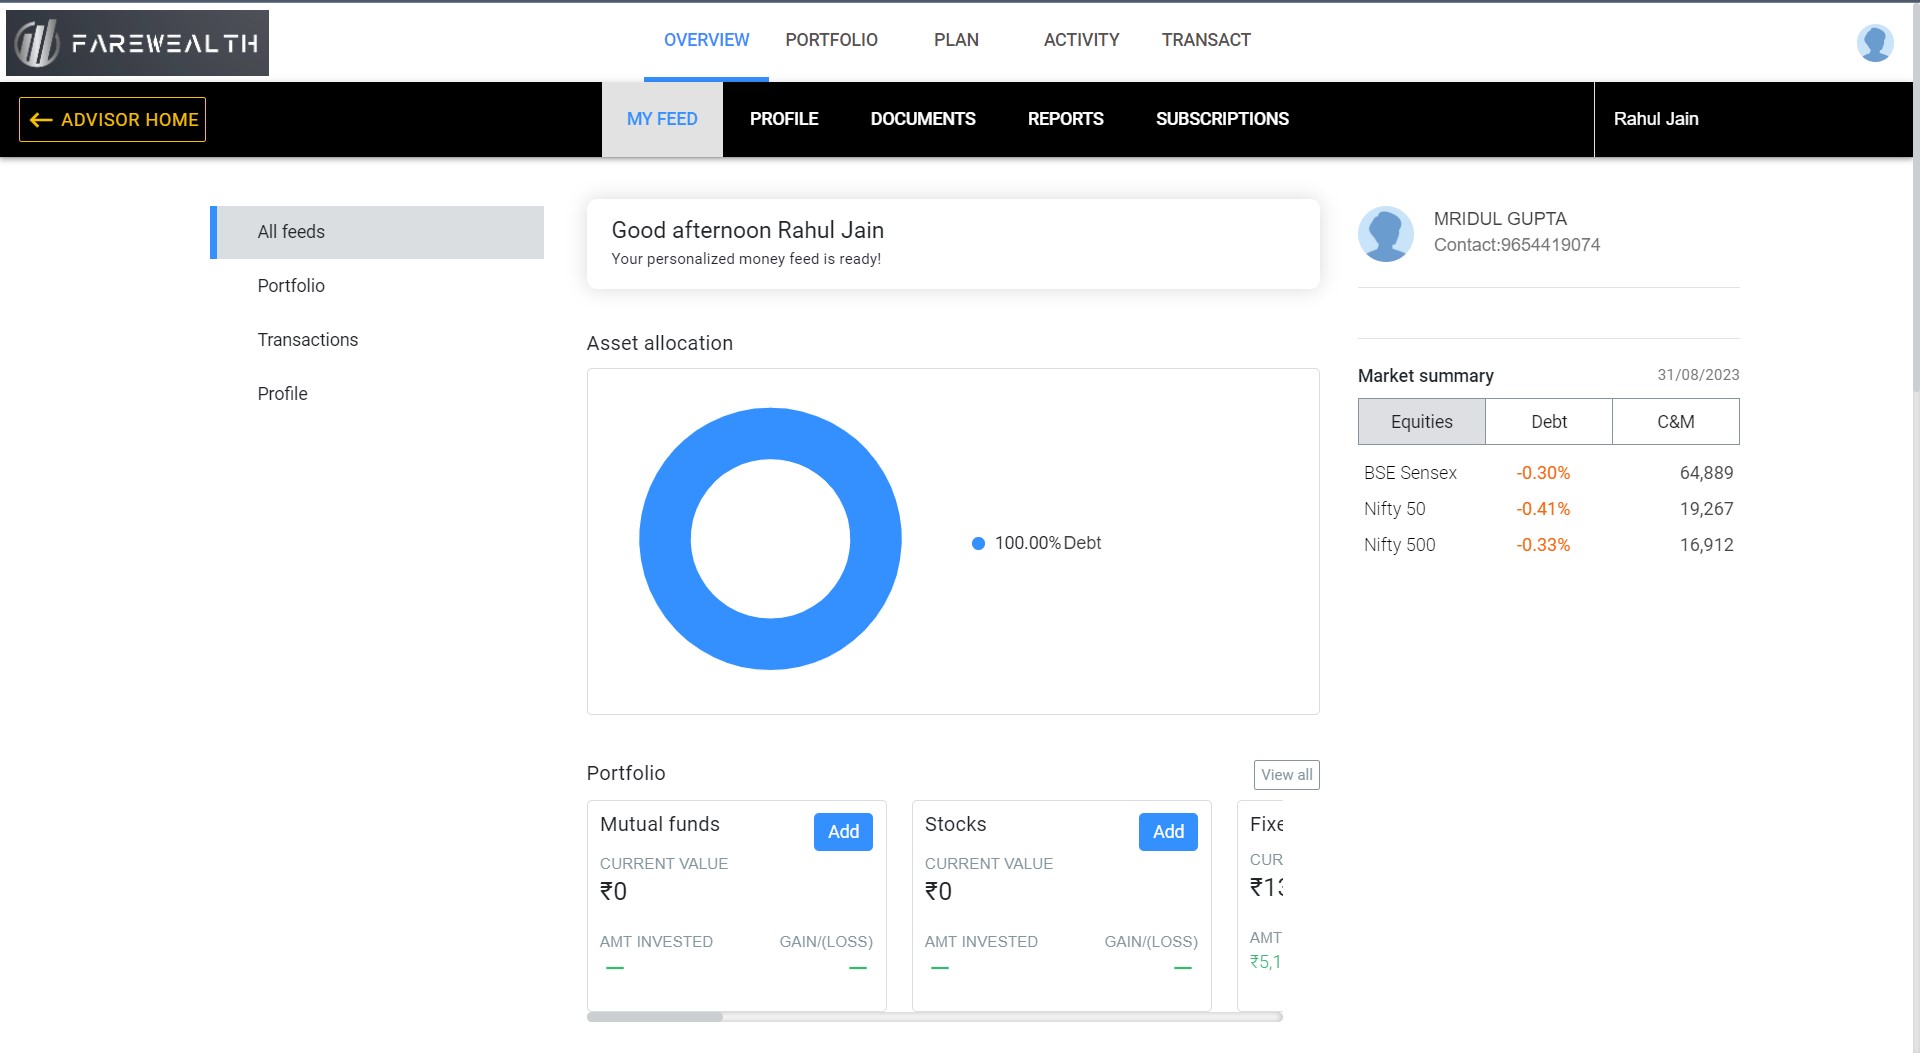 FAREWEALTH
OVERVIEW PORTFOLIO PLAN ACTIVITY TRANSACT
ADVISOR HOME
MY FEED PROFILE DOCUMENTS REPORTS SUBSCRIPTIONS
Rahul Jain
All feeds
Portfolio
Transactions
Profile
Good afternoon Rahul Jain
Your personalized money feed is ready!
Asset allocation
100.00% Debt
Portfolio
View all
Mutual funds
Add
CURRENT VALUE
₹0
AMT INVESTED GAIN/(LOSS)
— —
Stocks
Add
CURRENT VALUE
₹0
AMT INVESTED GAIN/(LOSS)
— —
Fixe
CUR
₹13
AMT
₹5,1
MRIDUL GUPTA
Contact:9654419074
Market summary 31/08/2023
Equities Debt C&M
BSE Sensex -0.30% 64,889
Nifty 50 -0.41% 19,267
Nifty 500 -0.33% 16,912